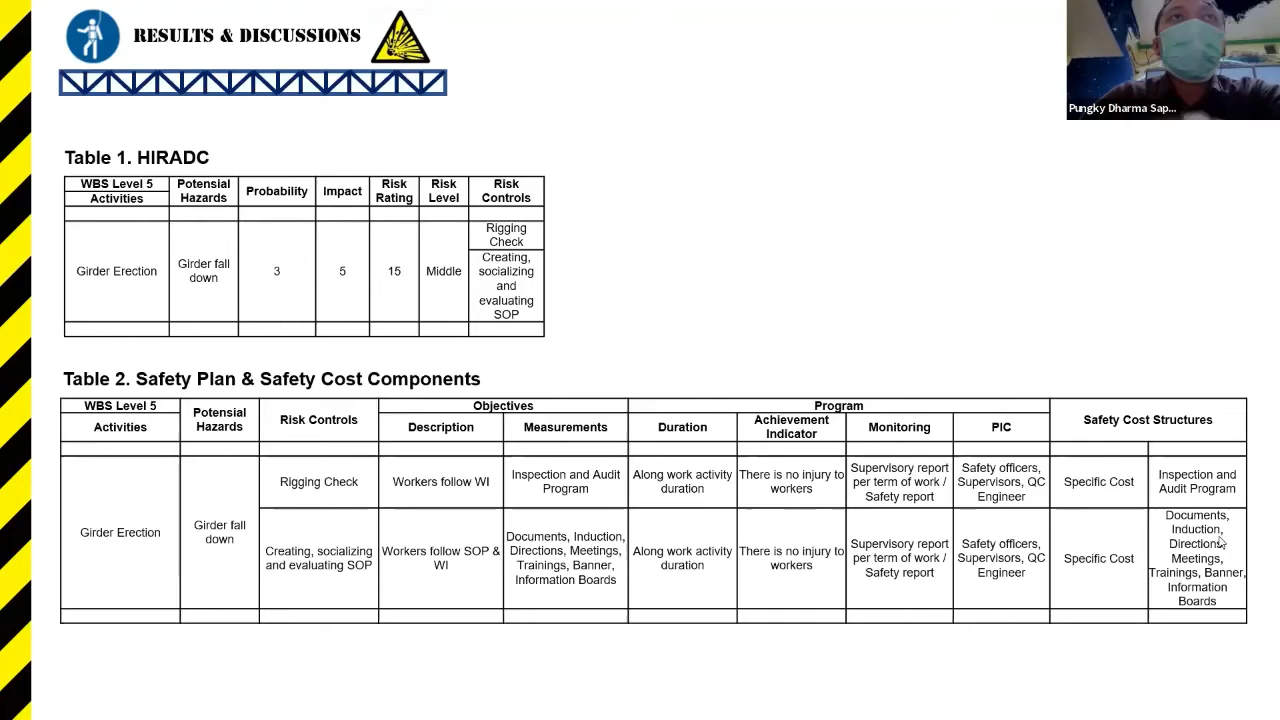 RESULTS & DISCUSSIONS
Pungky Dharma Sap...
Table 1. HIRADC
WBS Level 5
Activities
Potensial
Hazards
Probability
Impact
Risk
Rating
Risk
Level
Risk
Controls
Girder Erection
Girder fall
down
3
5
15
Middle
Rigging
Check
Creating,
socializing
and
evaluating
SOP
Table 2. Safety Plan & Safety Cost Components
WBS Level 5
Activities
Potensial
Hazards
Risk Controls
Objectives
Description
Measurements
Program
Duration
Achievement
Indicator
Monitoring
PIC
Safety Cost Structures
Girder Erection
Girder fall
down
Rigging Check
Workers follow WI
Inspection and Audit
Program
Along work activity
duration
There is no injury to
workers
Supervisory report
per term of work /
Safety report
Safety officers,
Supervisors, QC
Engineer
Specific Cost
Inspection and
Audit Program
Creating, socializing
and evaluating SOP
Workers follow SOP &
WI
Documents, Induction,
Directions, Meetings,
Trainings, Banner,
Information Boards
Along work activity
duration
There is no injury to
workers
Supervisory report
per term of work /
Safety report
Safety officers,
Supervisors, QC
Engineer
Specific Cost
Documents,
Induction,
Directions,
Meetings,
Trainings, Banner,
Information
Boards